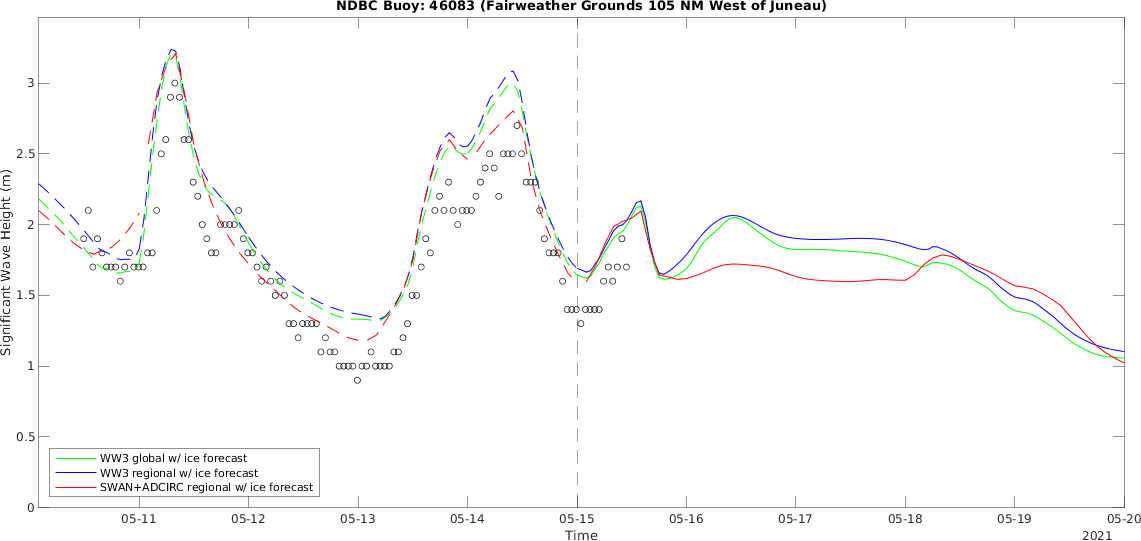 NDBC Buoy: 46083 (Fairweather Grounds 105 NM West of Juneau)
Significant Wave Height (m)
3
2.5
2
1.5
1
0.5
0
WW3 global w/ ice forecast
WW3 regional w/ ice forecast
SWAN+ADCIRC regional w/ ice forecast
05-11 05-12 05-13 05-14 05-15 05-16 05-17 05-18 05-19 05-20
Time
2021